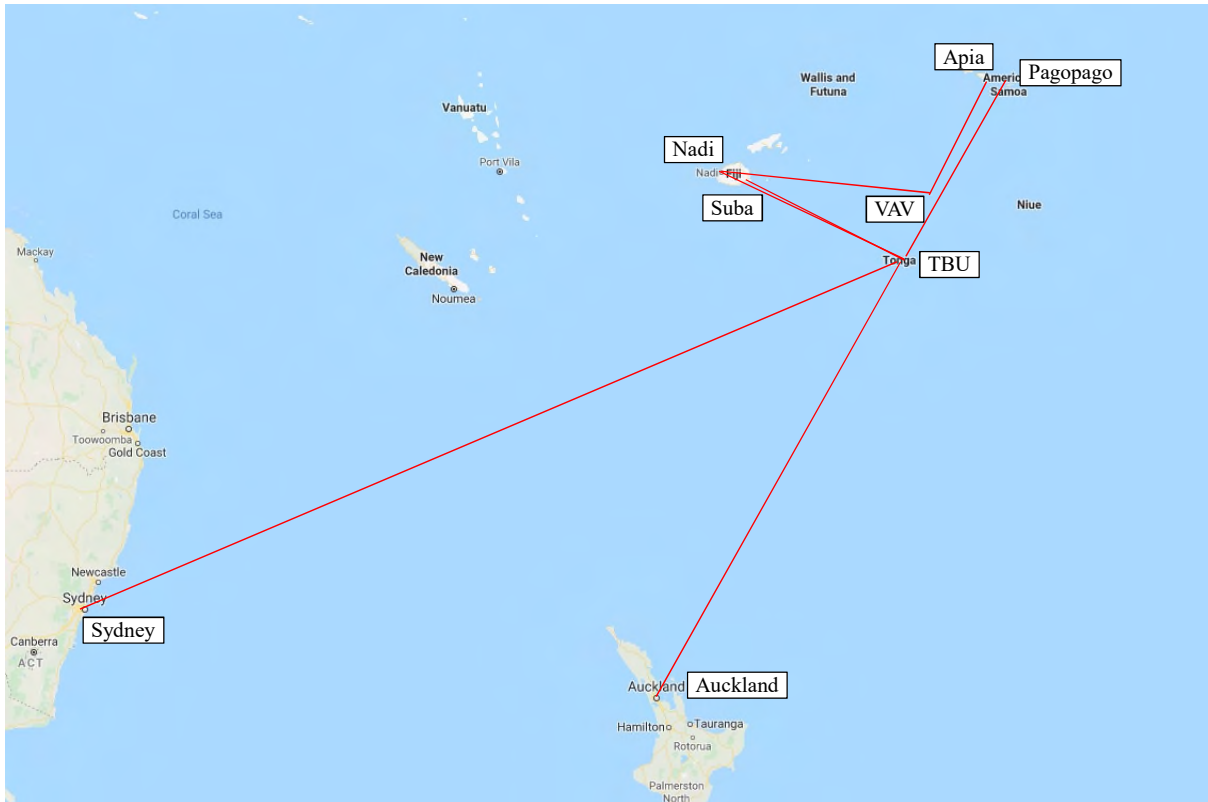 Apia
Pagopago
Wallis and
Futuna
Americ
Samoa
Vanuatu
Nadi
Port Vila
Nadi
Fiji
Suba
VAV
Niue
Coral Sea
Mackay
New
Caledonia
Noumea
Tonga
TBU
Brisbane
Toowoomba
Gold Coast
Newcastle
Sydney
Sydney
Canberra
ACT
Auckland
Auckland
Hamilton
Tauranga
Rotorua
Palmerston
North